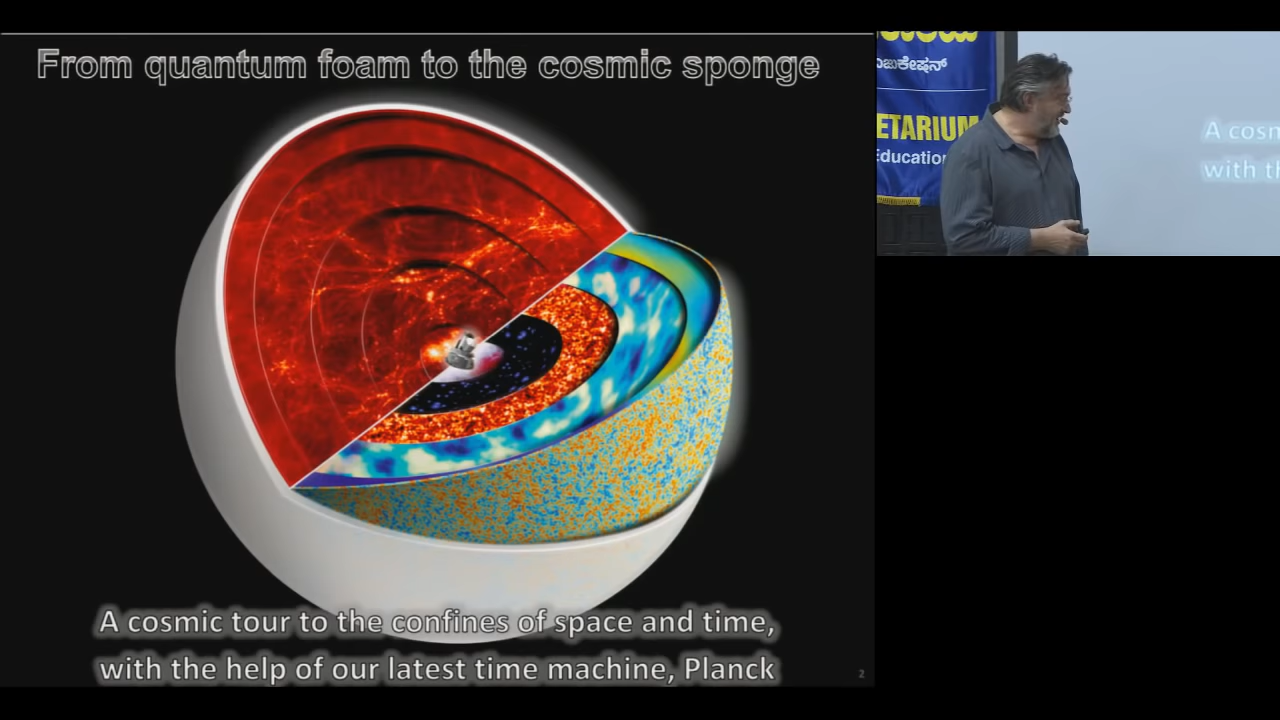 From quantum foam to the cosmic sponge
A cosmic tour to the confines of space and time,
with the help of our latest time machine, Planck
2
ETARIUM
Educatio
A cosm
with th